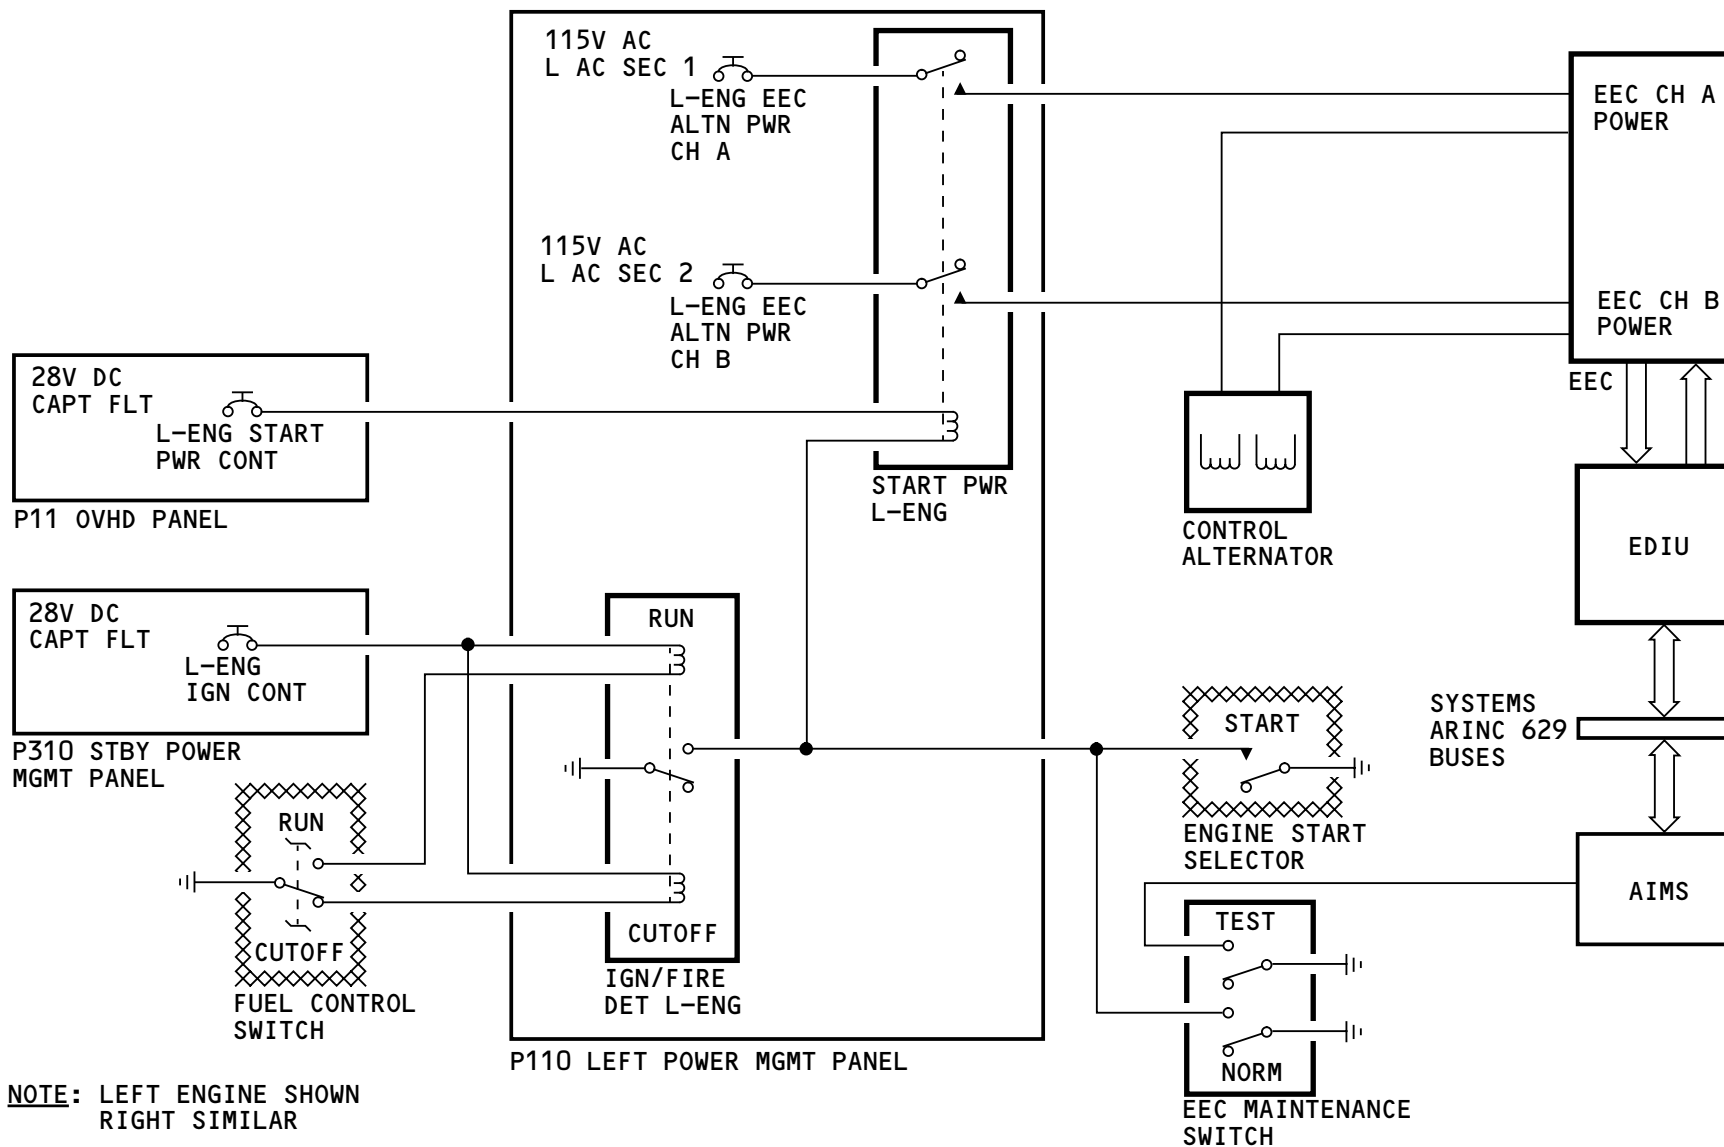 115V AC
L AC SEC 1
L-ENG EEC
ALTN PWR
CH A
115V AC
L AC SEC 2
L-ENG EEC
ALTN PWR
CH B
EEC CH A
POWER
EEC CH B
POWER
EEC
28V DC
CAPT FLT
L-ENG START
PWR CONT
P11 OVHD PANEL
START PWR
L-ENG
CONTROL
ALTERNATOR
EDIU
28V DC
CAPT FLT
L-ENG
IGN CONT
P310 STBY POWER
MGMT PANEL
RUN
CUTOFF
IGN/FIRE
DET L-ENG
RUN
CUTOFF
FUEL CONTROL
SWITCH
START
ENGINE START
SELECTOR
SYSTEMS
ARINC 629
BUSES
AIMS
TEST
NORM
EEC MAINTENANCE
SWITCH
P110 LEFT POWER MGMT PANEL
NOTE: LEFT ENGINE SHOWN
RIGHT SIMILAR